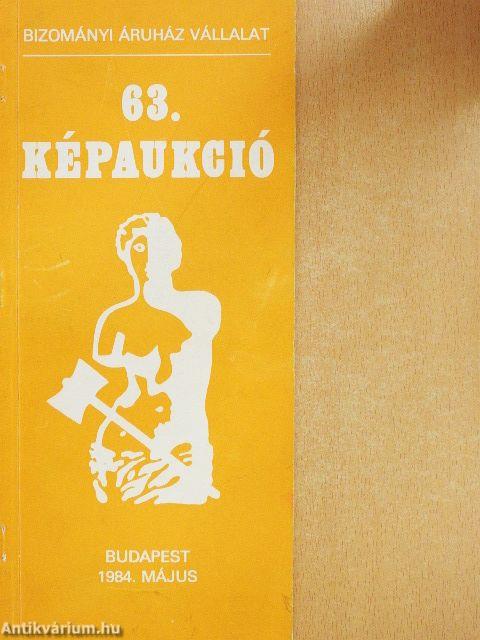 BIZOMÁNYI ÁRUHÁZ VÁLLALAT
63.
KÉPAUKCIÓ
BUDAPEST
1984. MÁJUS
Antikvárium.hu